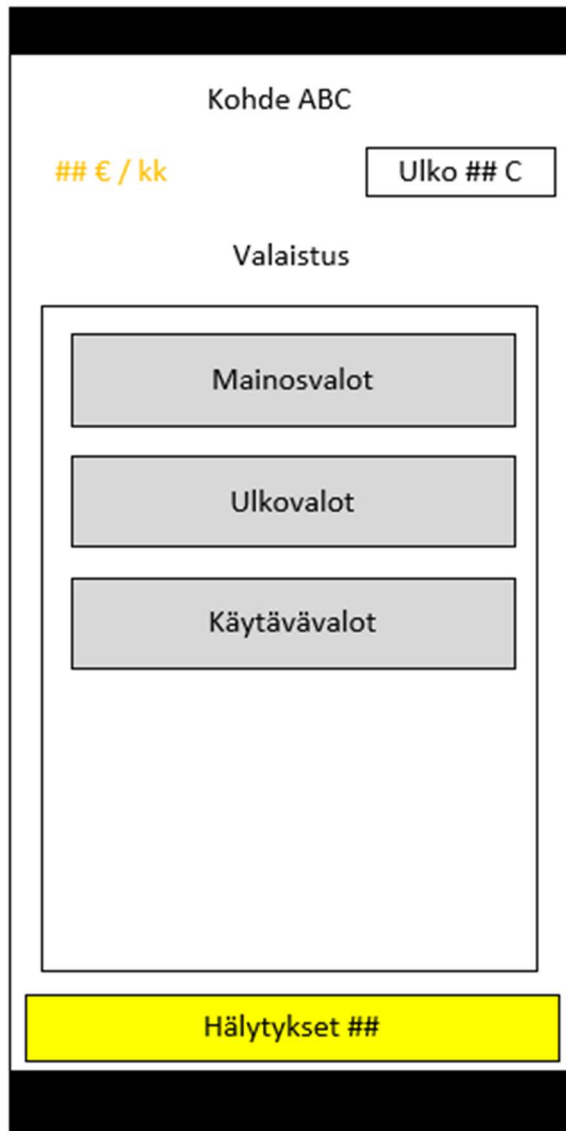 Kohde ABC
## € / kk
Ulko ## C
Valaistus
Mainosvalot
Ulkovalot
Käytävävalot
Hälytykset ##